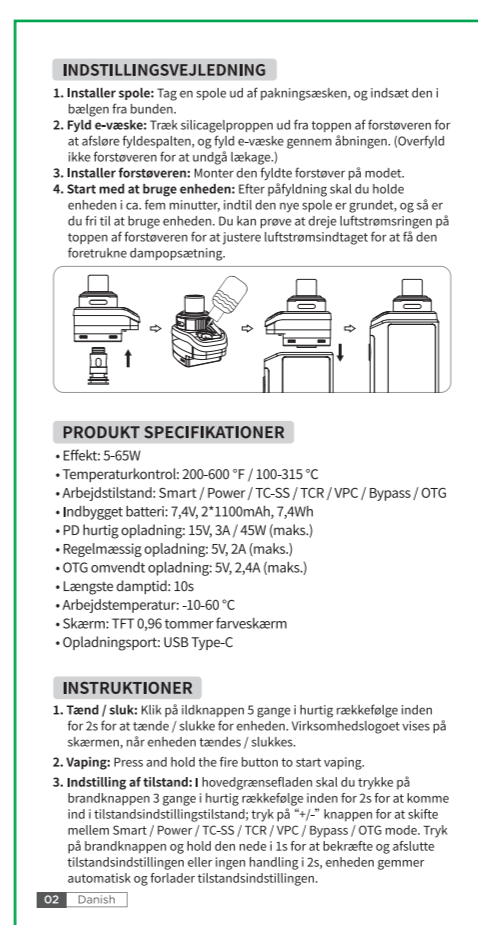 INDSTILLINGSVEJLEDNING
1. Installer spole: Tag en spole ud af pakningsæsken, og indsæt den i
bælgen fra bunden.
2. Fyld e-væske: Træk silicagelproppen ud fra toppen af forstøveren for
at afsløre fyldespalten, og fyld e-væske gennem åbningen. (Overfyld
ikke forstøveren for at undgå lækage.)
3. Installer forstøveren: Monter den fyldte forstøver på modet.
4. Start med at bruge enheden: Efter påfyldning skal du holde
enheden i ca. fem minutter, indtil den nye spole er grundet, og så er
du fri til at bruge enheden. Du kan prøve at dreje luftstrømsringen på
toppen af forstøveren for at justere luftstrømsindtaget for at få den
foretrukne dampopsætning.
PRODUKT SPECIFIKATIONER
• Effekt: 5-65W
• Temperaturkontrol: 200-600 °F / 100-315 °C
• Arbejdstilstand: Smart / Power / TC-SS / TCR / VPC / Bypass / OTG
• Indbygget batteri: 7,4V, 2*1100mAh, 7,4Wh
• PD hurtig opladning: 15V, 3A / 45W (maks.)
• Regelmæssig opladning: 5V, 2A (maks.)
• OTG omvendt opladning: 5V, 2,4A (maks.)
• Længste damptid: 10s
• Arbejdstemperatur: -10-60 °C
• Skærm: TFT 0,96 tommer farveskærm
• Opladningsport: USB Type-C
INSTRUKTIONER
1. Tænd / sluk: Klik på ildknappen 5 gange i hurtig rækkefølge inden
for 2s for at tænde / slukke for enheden. Virksomhedslogoet vises på
skærmen, når enheden tændes / slukkes.
2. Vaping: Press and hold the fire button to start vaping.
3. Indstilling af tilstand: I hovedgrænsefladen skal du trykke på
brandknappen 3 gange i hurtig rækkefølge inden for 2s for at komme
ind i tilstandsindstillingstilstand; tryk på “+/-” knappen for at skifte
mellem Smart / Power / TC-SS / TCR / VPC / Bypass / OTG mode. Tryk
på brandknappen og hold den nede i 1s for at bekræfte og afslutte
tilstandsindstillingen eller ingen handling i 2s, enheden gemmer
automatisk og forlader tilstandsindstillingen.
02 Danish